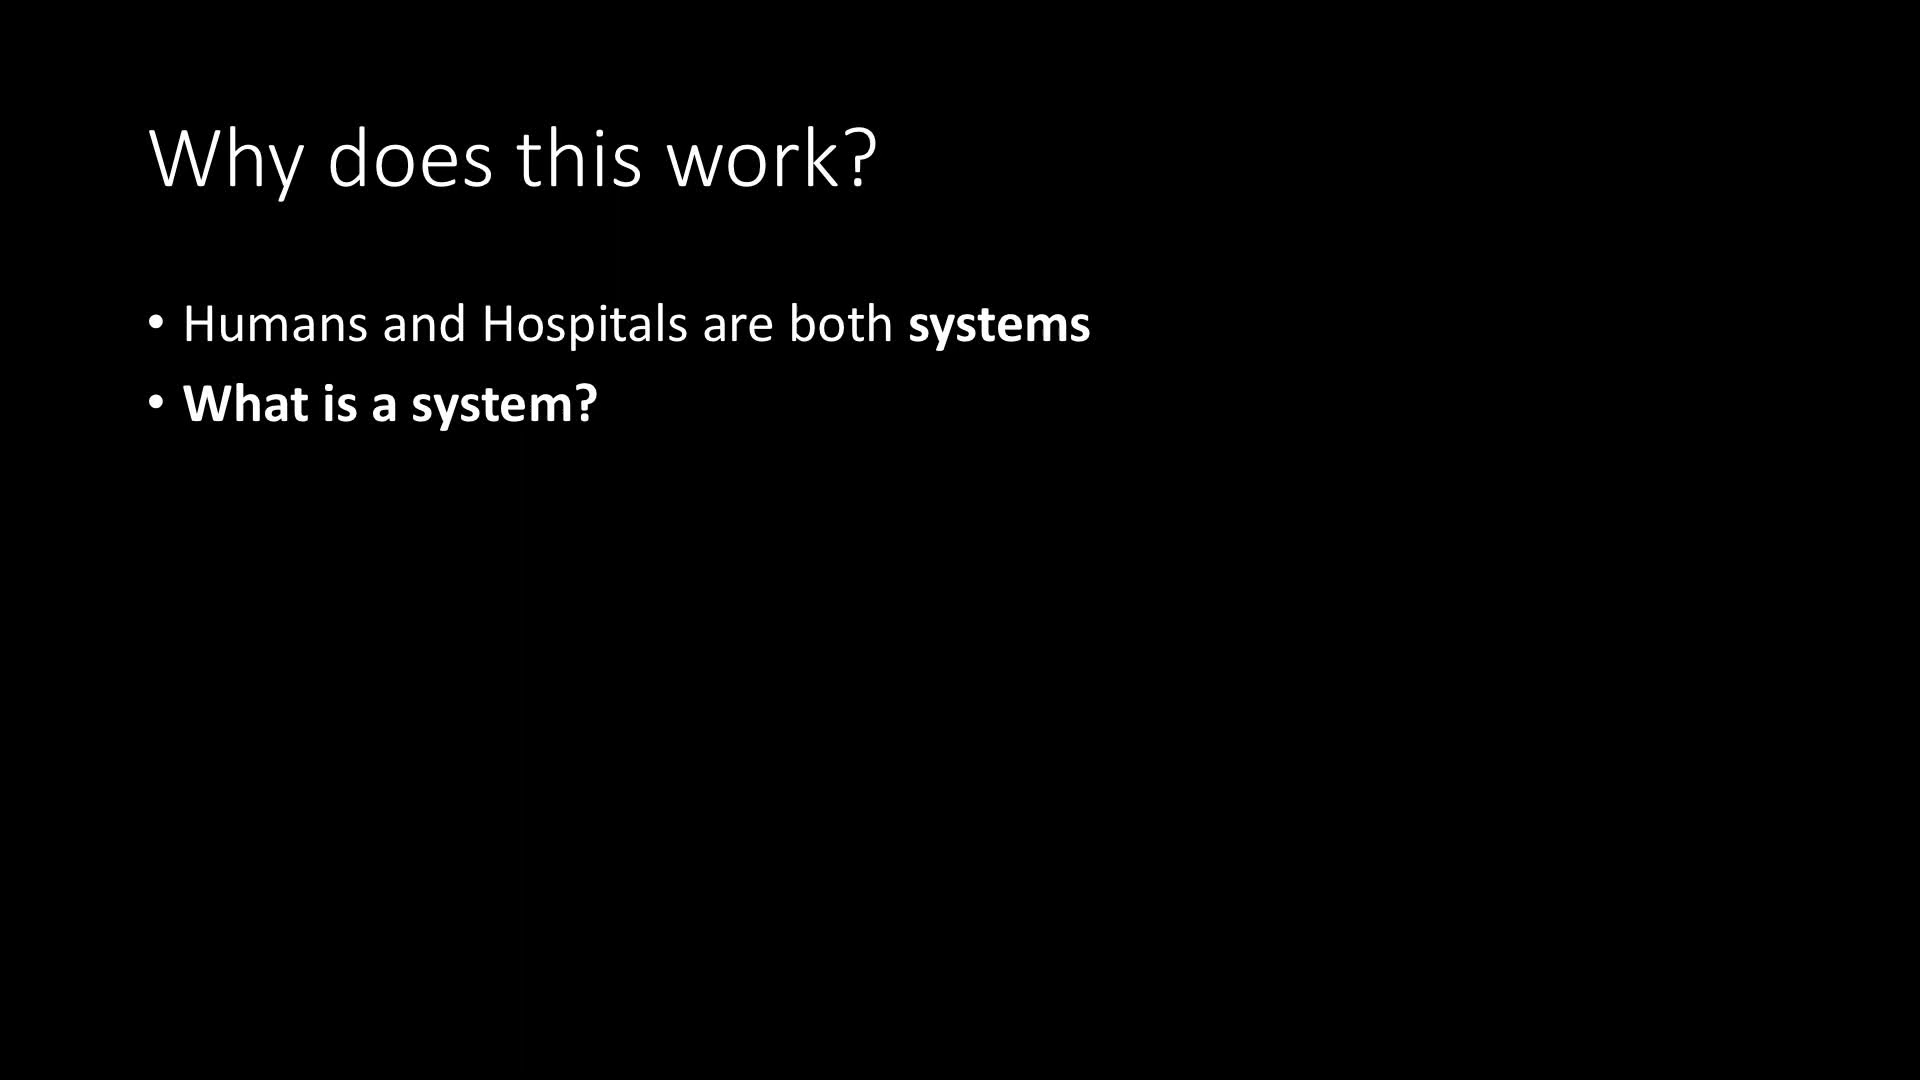 Why does this work?
• Humans and Hospitals are both systems
• What is a system?